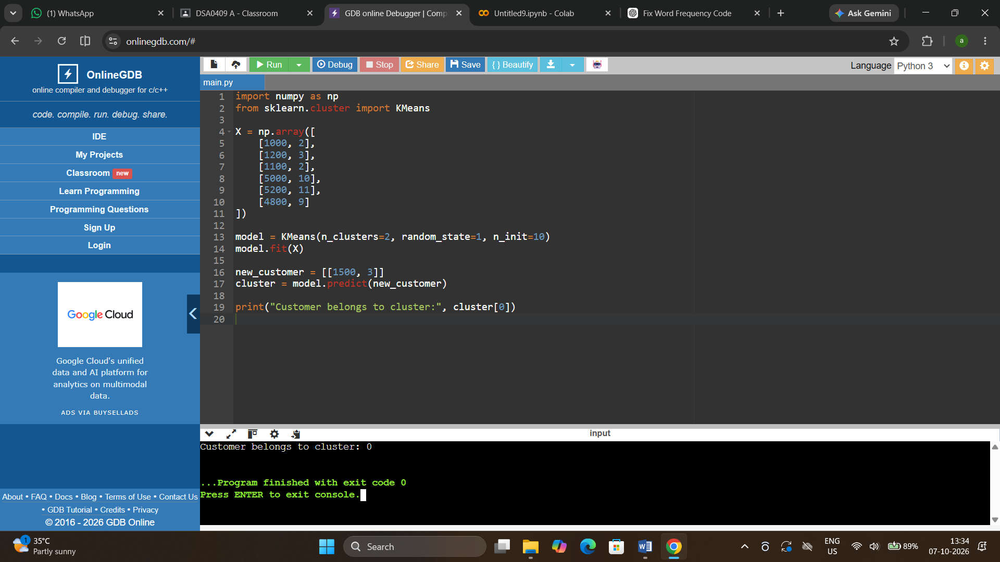 (1) WhatsApp
DSA0409 A - Classroom
GDB online Debugger | Comp
Untitled9.ipynb - Colab
Fix Word Frequency Code
Ask Gemini
onlinegdb.com/#
a
OnlineGDB
online compiler and debugger for c/c++
code. compile. run. debug. share.
IDE
My Projects
Classroom new
Learn Programming
Programming Questions
Sign Up
Login
Google Cloud
Google Cloud's unified
data and AI platform for
analytics on multimodal
data.
ADS VIA BUYSELLADS
About • FAQ • Docs • Blog • Terms of Use • Contact Us
• GDB Tutorial • Credits • Privacy
© 2016 - 2026 GDB Online
Run
Debug
Stop
Share
Save
{ } Beautify
Language Python 3
main.py
1 import numpy as np
2 from sklearn.cluster import KMeans
3
4 X = np.array([
5     [1000, 2],
6     [1200, 3],
7     [1100, 2],
8     [5000, 10],
9     [5200, 11],
10     [4800, 9]
11 ])
12
13 model = KMeans(n_clusters=2, random_state=1, n_init=10)
14 model.fit(X)
15
16 new_customer = [[1500, 3]]
17 cluster = model.predict(new_customer)
18
19 print("Customer belongs to cluster:", cluster[0])
20
input
Customer belongs to cluster: 0
...Program finished with exit code 0
Press ENTER to exit console.
1
35°C
Partly sunny
Search
W
ENG
US
89%
13:34
07-10-2026